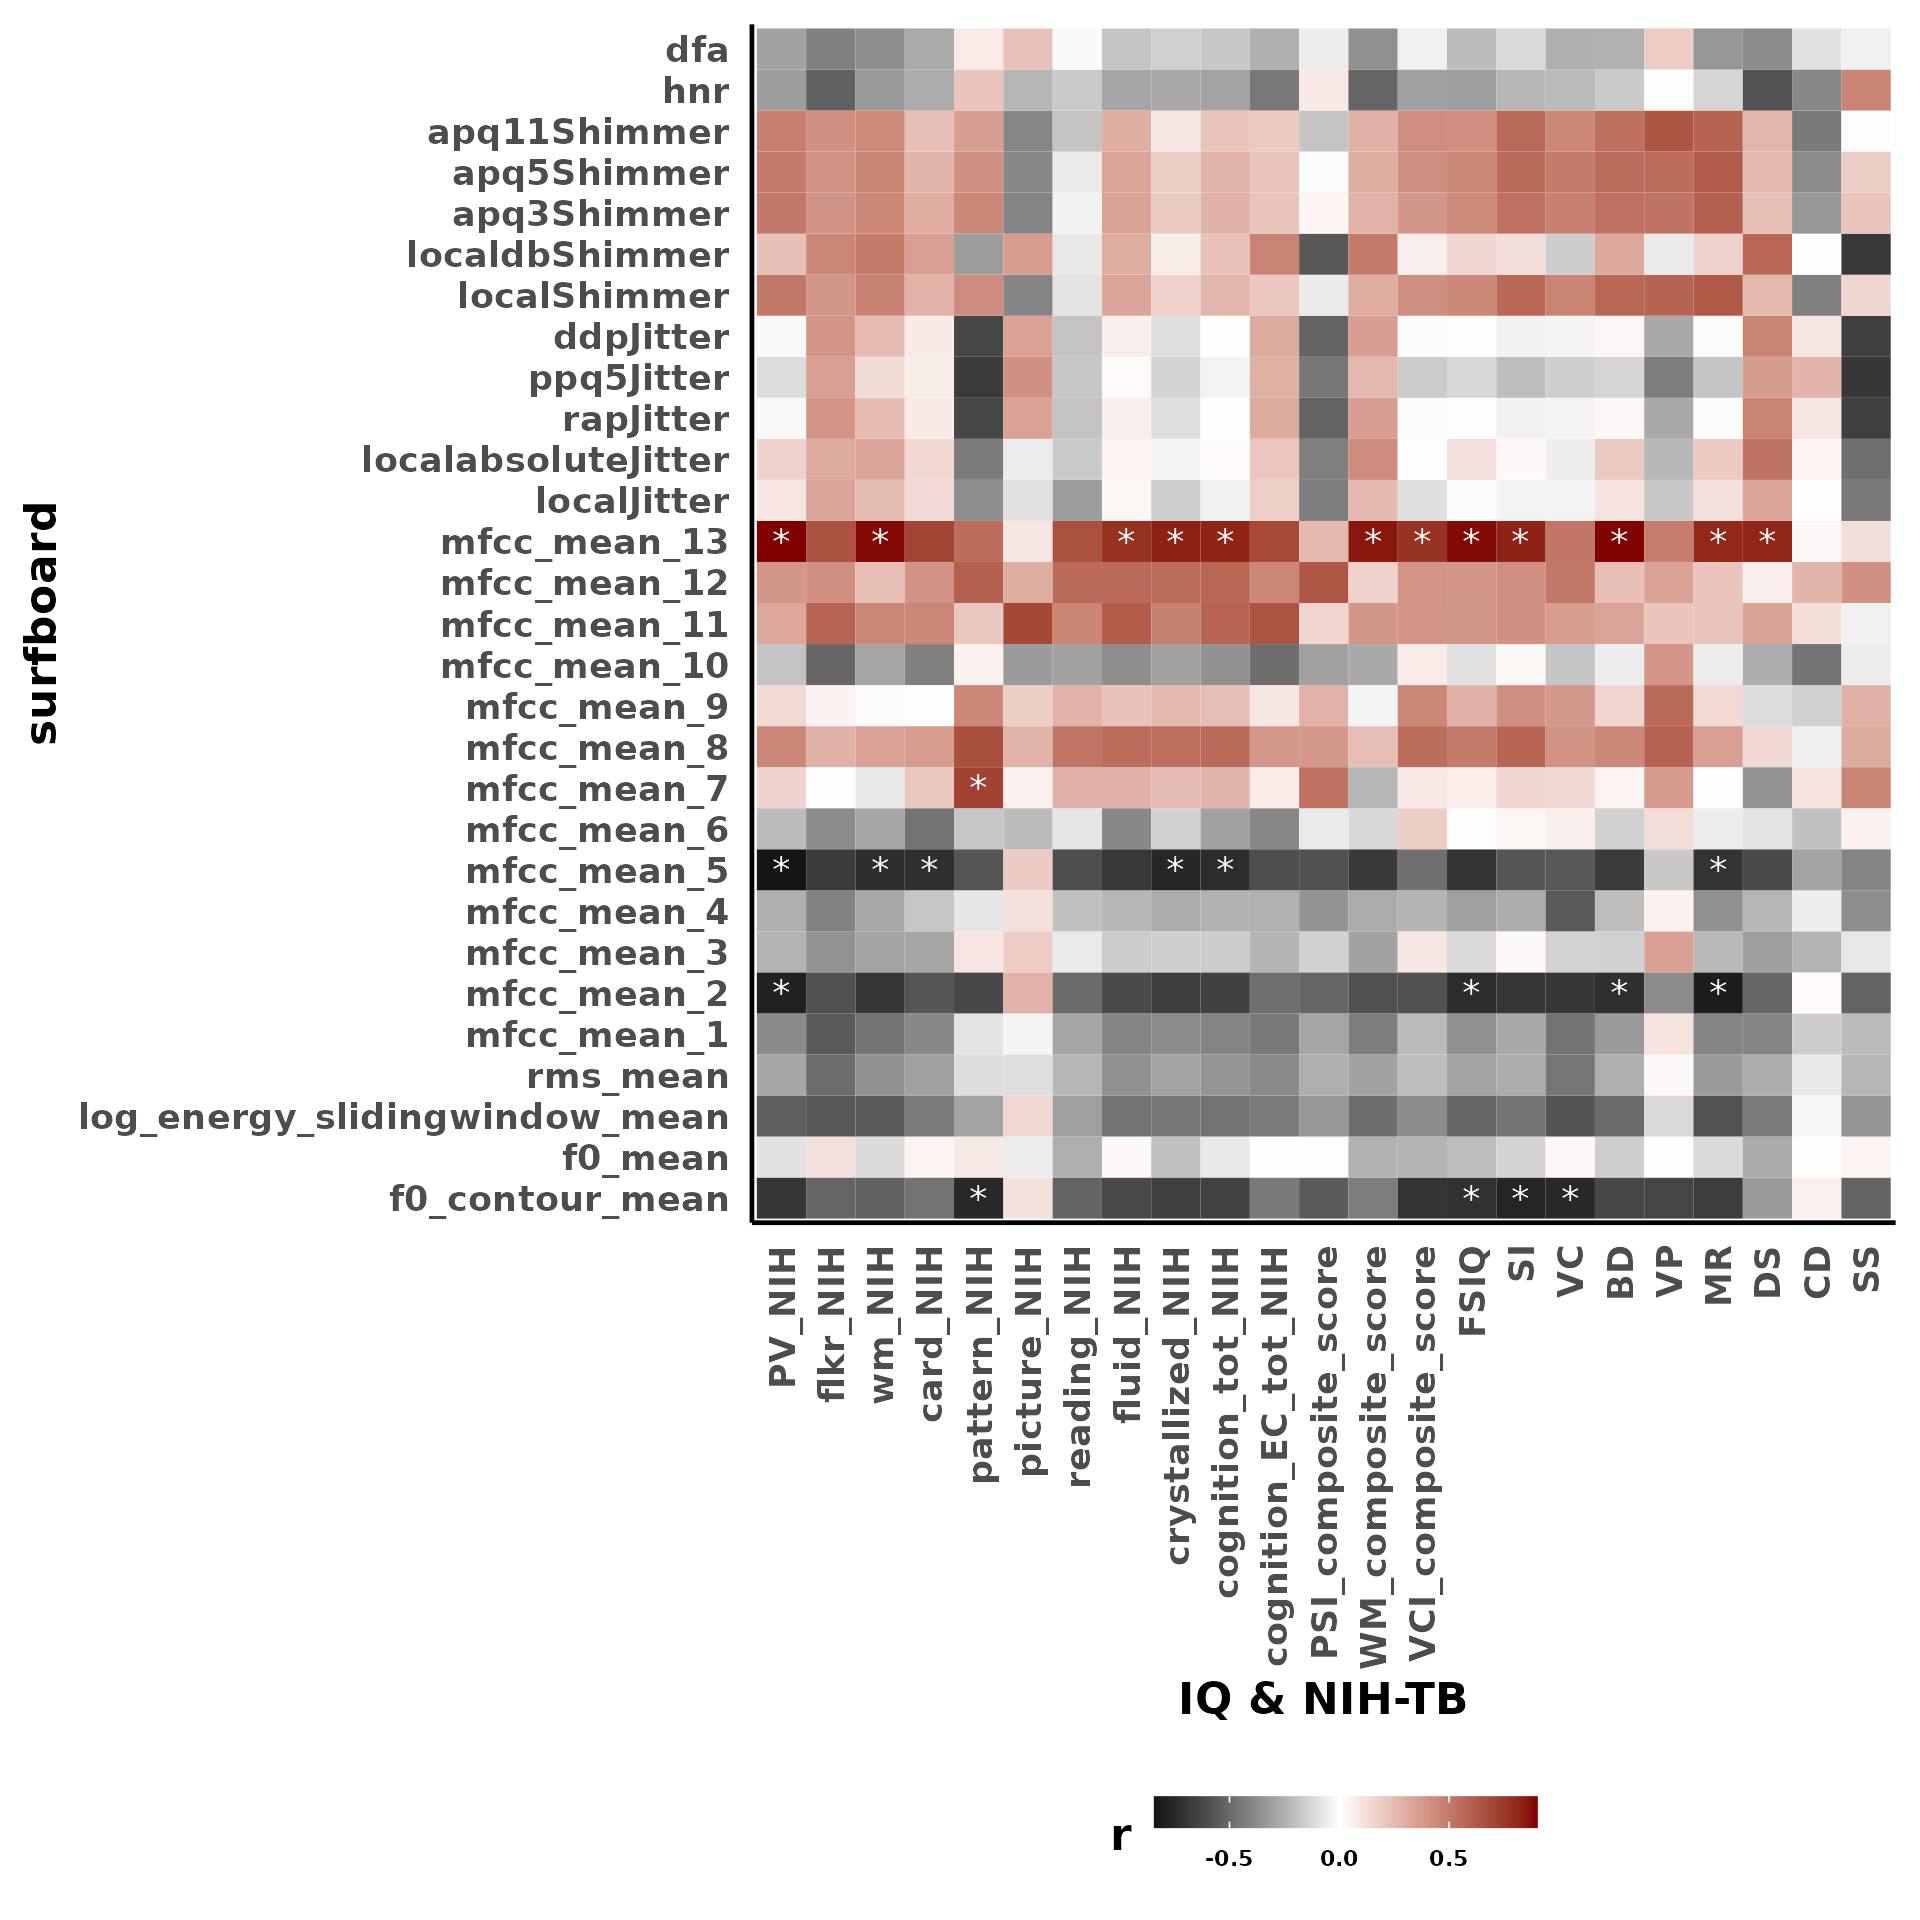 surfboard
dfa
hnr
apq11Shimmer
apq5Shimmer
apq3Shimmer
localdbShimmer
localShimmer
ddpJitter
ppq5Jitter
rapJitter
localabsoluteJitter
localJitter
mfcc_mean_13 * * * * * * * * * * * *
mfcc_mean_12
mfcc_mean_11
mfcc_mean_10
mfcc_mean_9
mfcc_mean_8
mfcc_mean_7 *
mfcc_mean_6
mfcc_mean_5 * * * * * *
mfcc_mean_4
mfcc_mean_3
mfcc_mean_2 * * * *
mfcc_mean_1
rms_mean
log_energy_slidingwindow_mean
f0_mean
f0_contour_mean * * * *
PV_NIH
flkr_NIH
wm_NIH
card_NIH
pattern_NIH
picture_NIH
reading_NIH
fluid_NIH
crystallized_NIH
cognition_tot_NIH
cognition_EC_tot_NIH
PSI_composite_score
WM_composite_score
VCI_composite_score
FSIQ
SI
VC
BD
VP
MR
DS
CD
SS
IQ & NIH-TB
r
-0.5 0.0 0.5